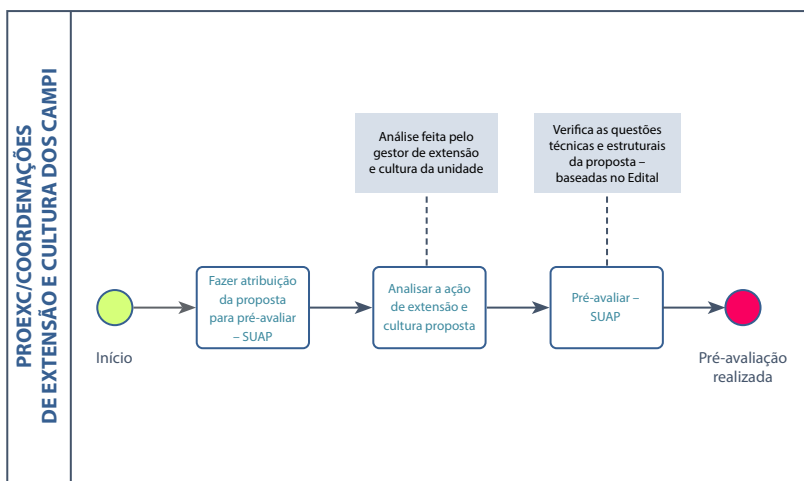 PROEXC/COORDENAÇÕES
DE EXTENSÃO E CULTURA DOS CAMPI
Análise feita pelo
gestor de extensão
e cultura da unidade
Verifica as questões
técnicas e estruturais
da proposta –
baseadas no Edital
Início
Fazer atribuição
da proposta
para pré-avaliar
– SUAP
Analisar a ação
de extensão e
cultura proposta
Pré-avaliar –
SUAP
Pré-avaliação
realizada